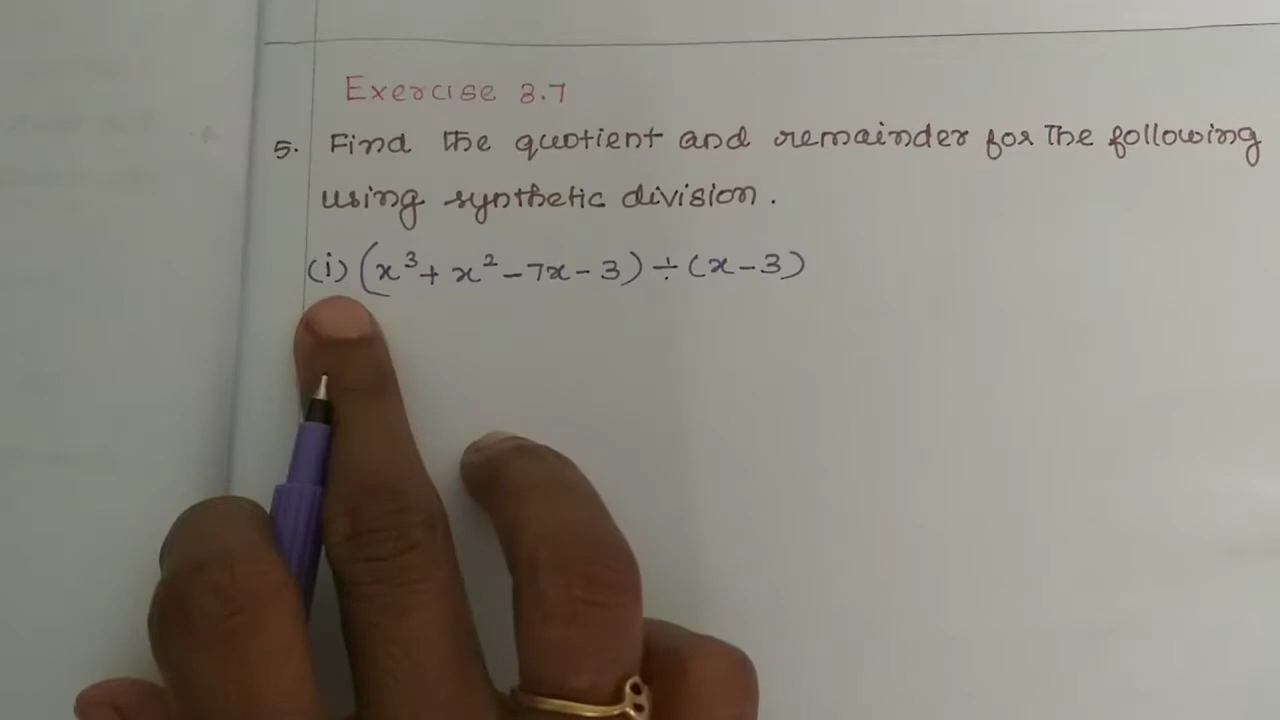 Exercise 3.7
5. Find the quotient and remainder for the following
using synthetic division.
(i) (x³ + x² - 7x - 3) ÷ (x - 3)